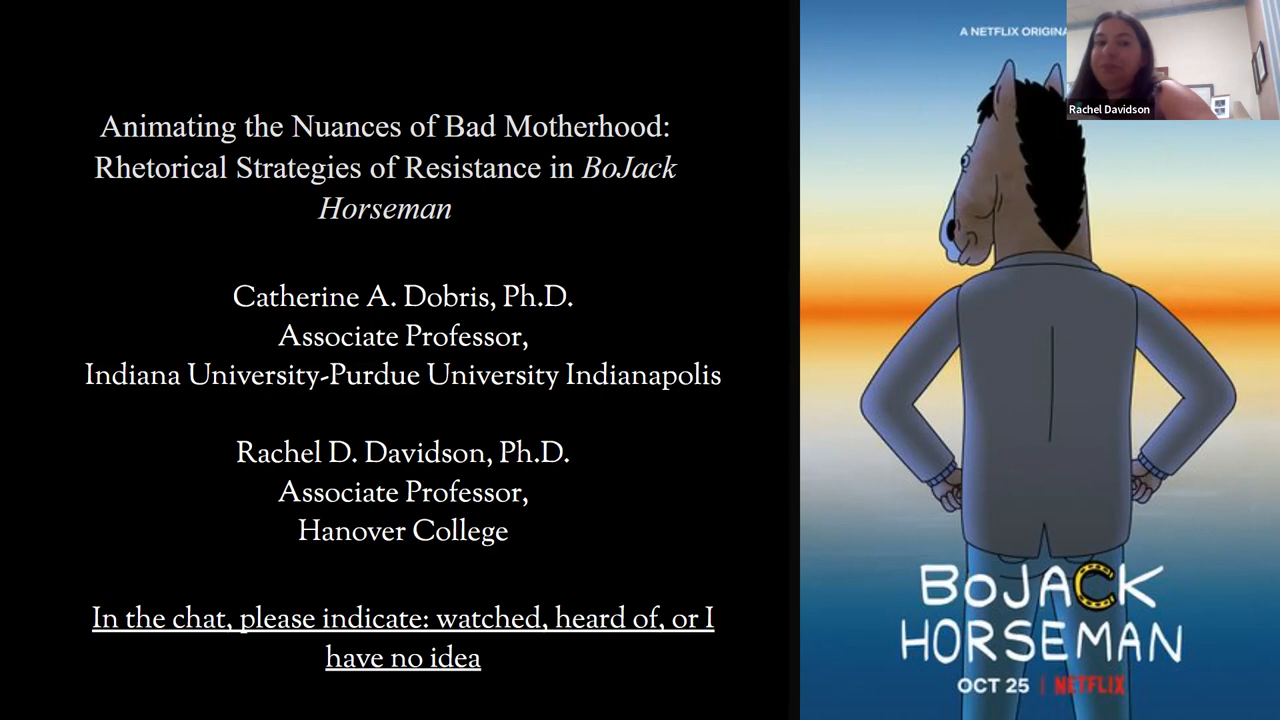 Animating the Nuances of Bad Motherhood:
Rhetorical Strategies of Resistance in BoJack
Horseman
Catherine A. Dobris, Ph.D.
Associate Professor,
Indiana University-Purdue University Indianapolis
Rachel D. Davidson, Ph.D.
Associate Professor,
Hanover College
In the chat, please indicate: watched, heard of, or I
have no idea
A NETFLIX ORIGINA
Rachel Davidson
BOJACK
HORSEMAN
OCT 25 | NETFLIX